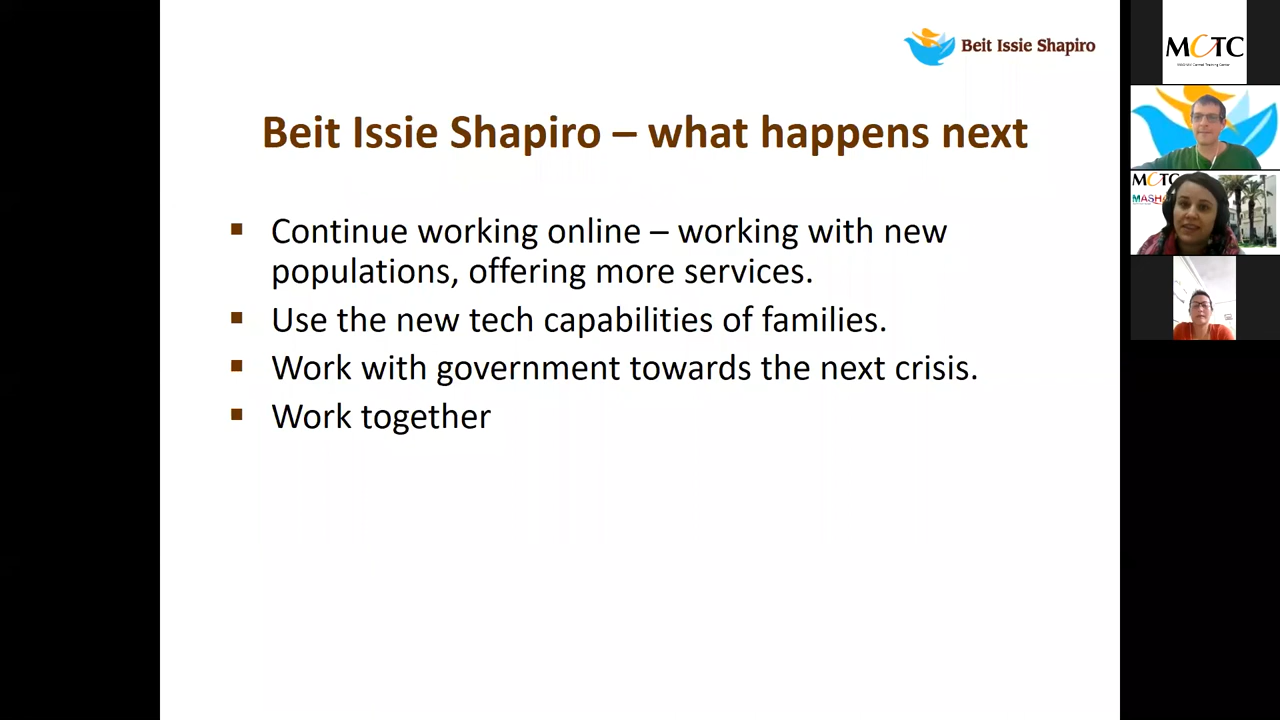 Beit Issie Shapiro
Beit Issie Shapiro – what happens next
▪ Continue working online – working with new
populations, offering more services.
▪ Use the new tech capabilities of families.
▪ Work with government towards the next crisis.
▪ Work together
MCTC
MCTC